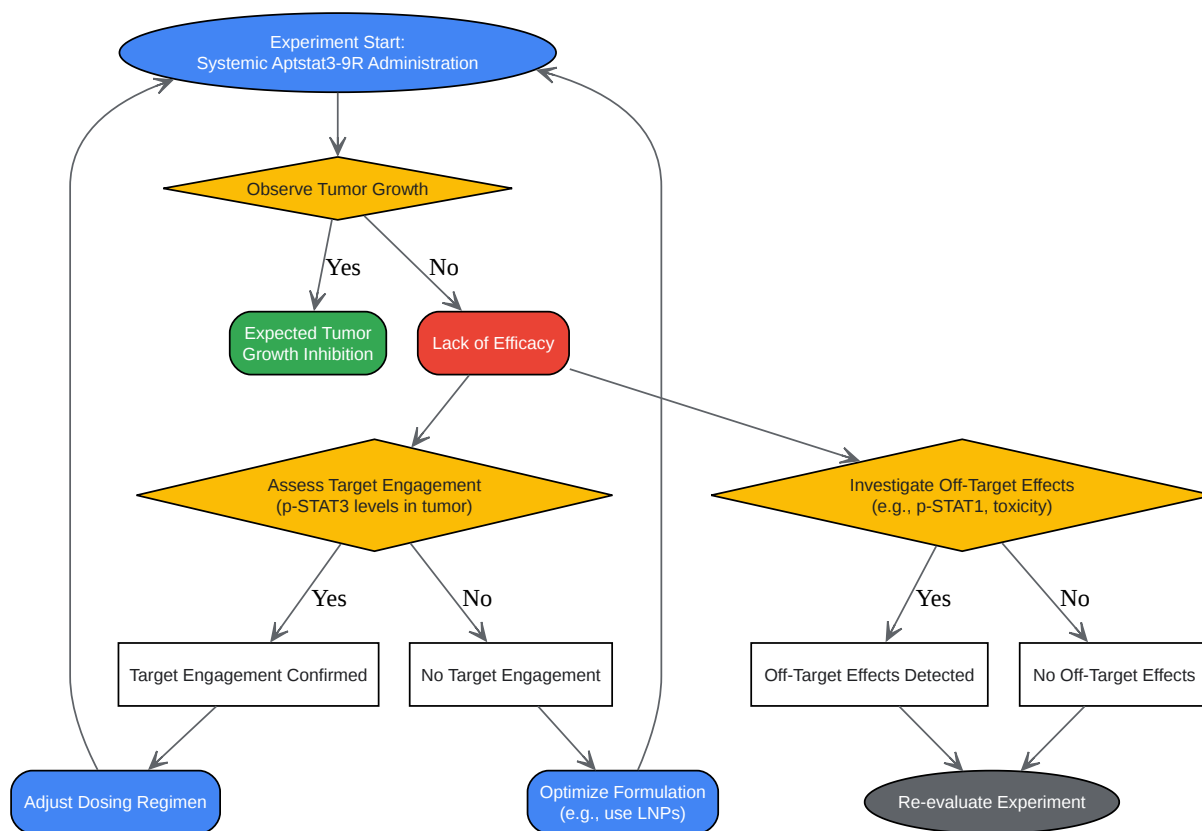 Experiment Start:
Systemic Aptstat3-9R Administration
Observe Tumor Growth
Yes
No
Expected Tumor
Growth Inhibition
Lack of Efficacy
Assess Target Engagement
(p-STAT3 levels in tumor)
Investigate Off-Target Effects
(e.g., p-STAT1, toxicity)
Yes
No
Yes
No
Target Engagement Confirmed
No Target Engagement
Off-Target Effects Detected
No Off-Target Effects
Adjust Dosing Regimen
Optimize Formulation
(e.g., use LNPs)
Re-evaluate Experiment